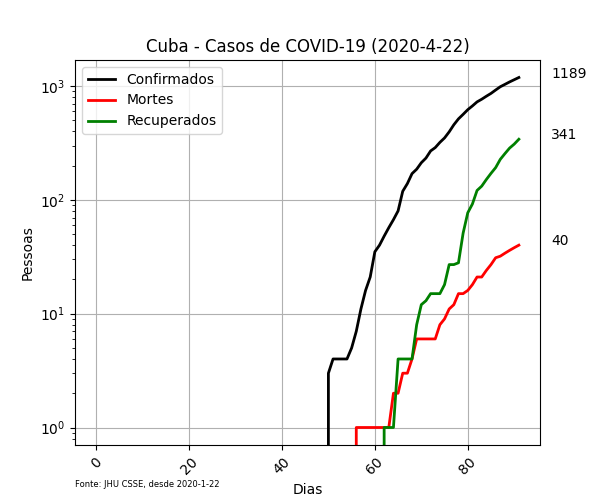 Cuba - Casos de COVID-19 (2020-4-22)
Confirmados
Mortes
Recuperados
1189
341
40
10³
10²
10¹
10⁰
Pessoas
0 20 40 60 80
Dias
Fonte: JHU CSSE, desde 2020-1-22